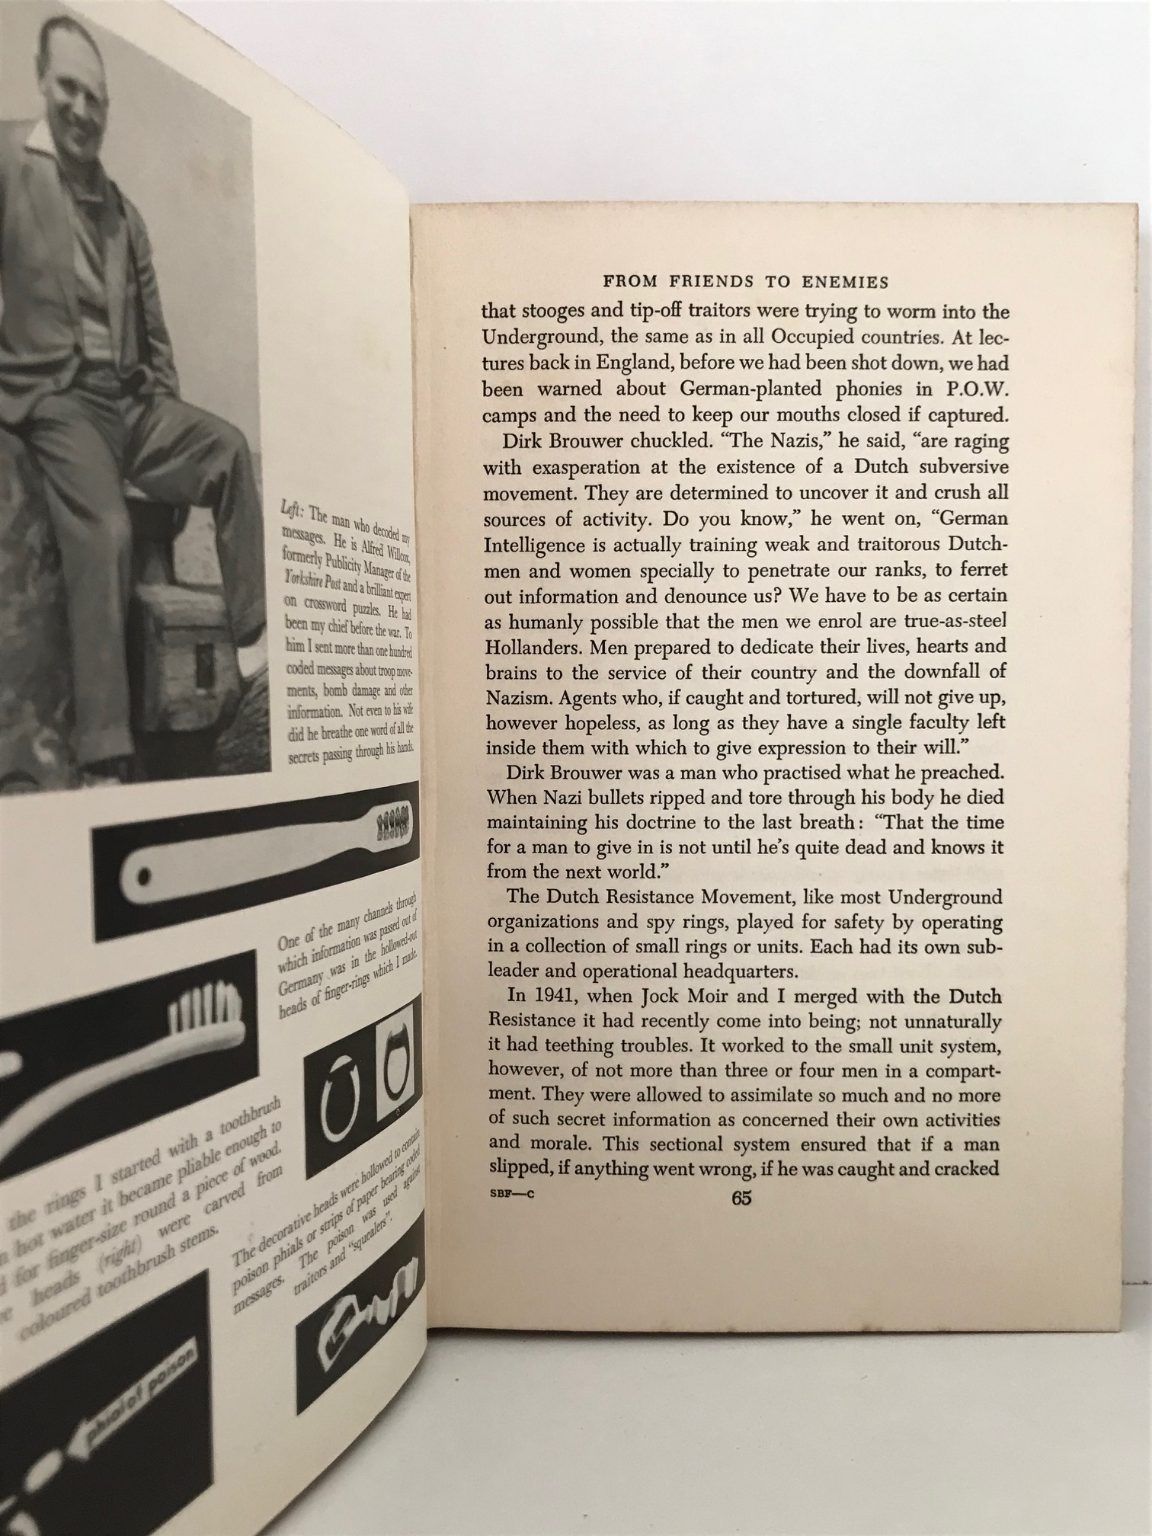 Left: The man who decoded my
messages. He is Alfred Willson,
formerly Publicity Manager of the
Yorkshire Post and a brilliant expert
on crossword puzzles. He had
been my chief before the war. To
him I sent more than one hundred
coded messages about troop move-
ments, bomb damage and other
information. Not even to his wife
did he breathe one word of all the
secrets passing through his hands.
One of the many channels through
which information was passed out of
Germany was in the hollowed-out
heads of finger-rings which I made.
the rings I started with a toothbrush
hot water it became pliable enough to
for finger-size round a piece of wood.
heads (right) were carved from
coloured toothbrush stems.
The decorative heads were hollowed to contain
poison phials or strips of paper bearing coded
messages. The poison was used against
traitors and "squealers".
phial of poison
FROM FRIENDS TO ENEMIES
that stooges and tip-off traitors were trying to worm into the
Underground, the same as in all Occupied countries. At lec-
tures back in England, before we had been shot down, we had
been warned about German-planted phonies in P.O.W.
camps and the need to keep our mouths closed if captured.
Dirk Brouwer chuckled. “The Nazis,” he said, “are raging
with exasperation at the existence of a Dutch subversive
movement. They are determined to uncover it and crush all
sources of activity. Do you know,” he went on, “German
Intelligence is actually training weak and traitorous Dutch-
men and women specially to penetrate our ranks, to ferret
out information and denounce us? We have to be as certain
as humanly possible that the men we enrol are true-as-steel
Hollanders. Men prepared to dedicate their lives, hearts and
brains to the service of their country and the downfall of
Nazism. Agents who, if caught and tortured, will not give up,
however hopeless, as long as they have a single faculty left
inside them with which to give expression to their will.”
Dirk Brouwer was a man who practised what he preached.
When Nazi bullets ripped and tore through his body he died
maintaining his doctrine to the last breath: “That the time
for a man to give in is not until he’s quite dead and knows it
from the next world.”
The Dutch Resistance Movement, like most Underground
organizations and spy rings, played for safety by operating
in a collection of small rings or units. Each had its own sub-
leader and operational headquarters.
In 1941, when Jock Moir and I merged with the Dutch
Resistance it had recently come into being; not unnaturally
it had teething troubles. It worked to the small unit system,
however, of not more than three or four men in a compart-
ment. They were allowed to assimilate so much and no more
of such secret information as concerned their own activities
and morale. This sectional system ensured that if a man
slipped, if anything went wrong, if he was caught and cracked
SBF—C
65